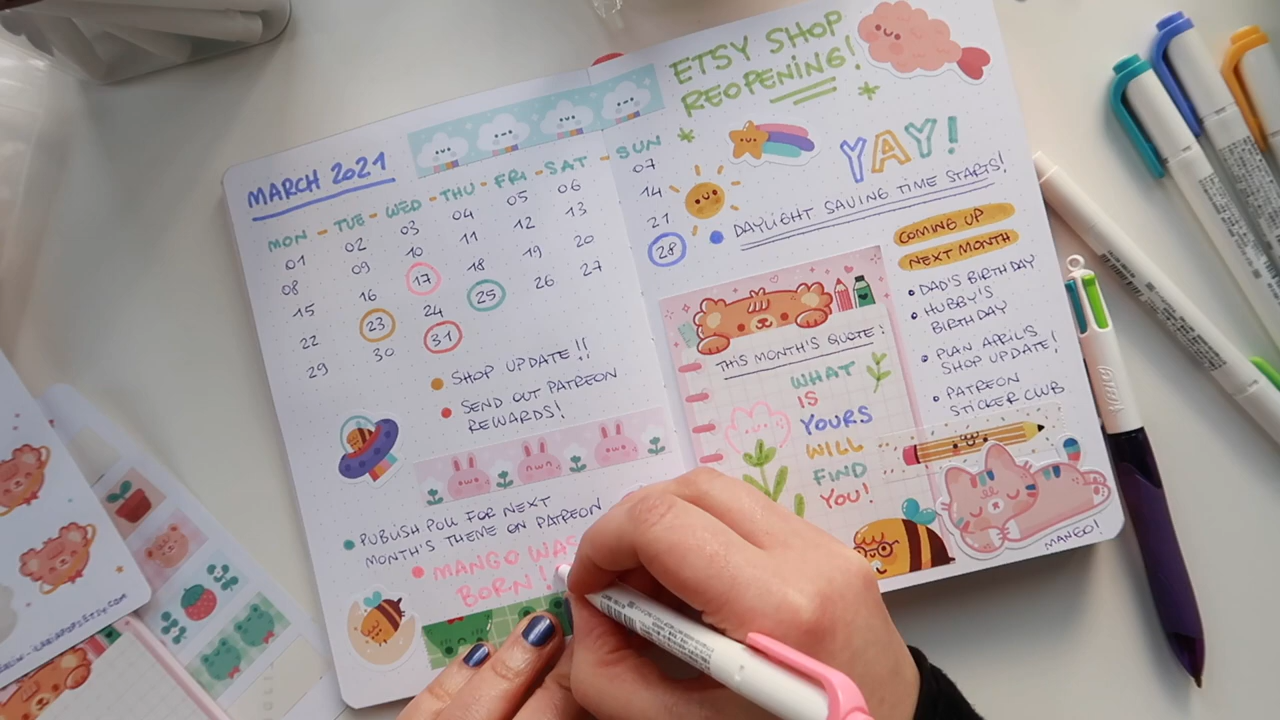 MARCH 2021
MON - TUE - WED - THU - FRI - SAT - SUN
01 02 03 04 05 06 07
08 09 10 11 12 13 14
15 16 17 18 19 20 21
22 23 24 25 26 27 28
29 30 31
SHOP UPDATE!!
SEND OUT PATREON
REWARDS!
PUBLISH POLL FOR NEXT
MONTH'S THEME ON PATREON
MANGO WAS
BORN!
ETSY SHOP
REOPENING!
YAY!
DAYLIGHT SAVING TIME STARTS!
THIS MONTH'S QUOTE:
WHAT
IS
YOURS
WILL
FIND
YOU!
COMING UP
NEXT MONTH
DAD'S BIRTHDAY
HUBBY'S
BIRTHDAY
PLAN APRIL'S
SHOP UPDATE!
PATREON
STICKER CLUB
MANGO!